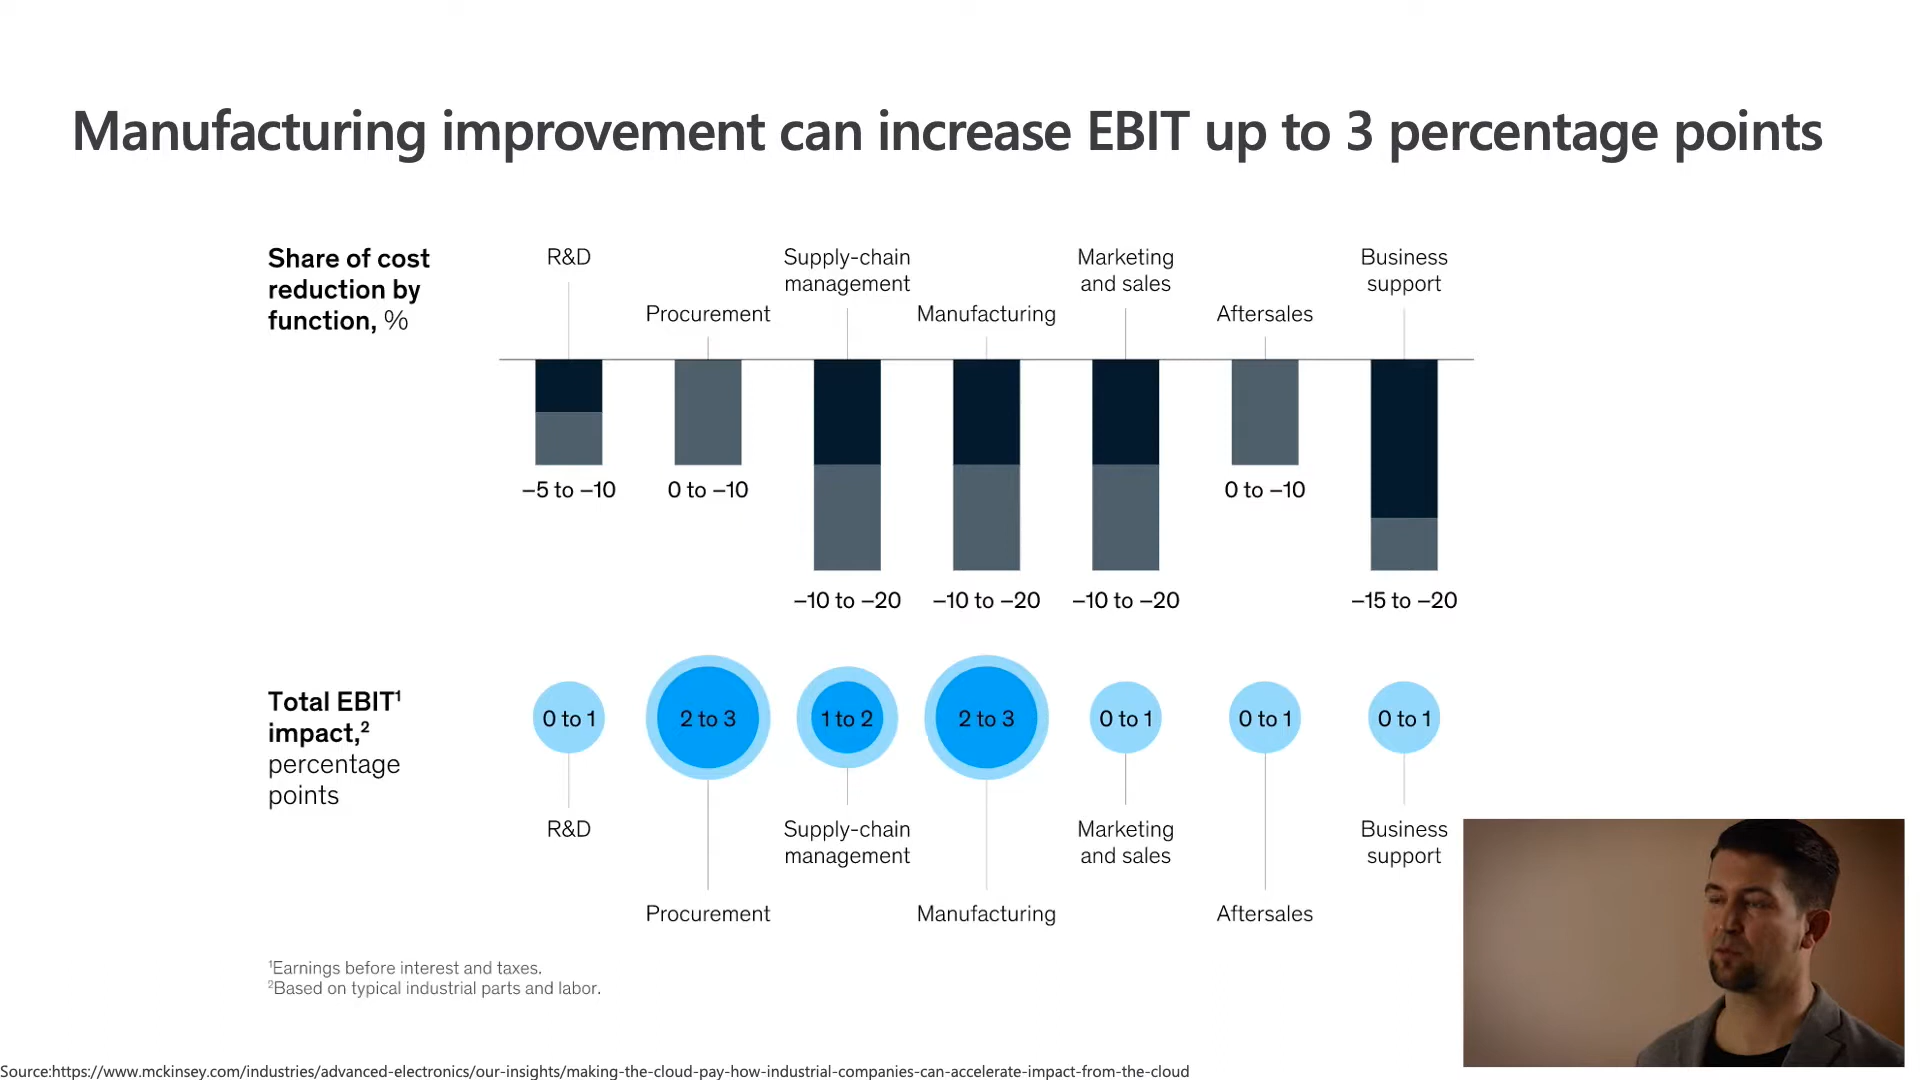 Manufacturing improvement can increase EBIT up to 3 percentage points
Share of cost
reduction by
function, %
R&D
Procurement
Supply-chain
management
Manufacturing
Marketing
and sales
Aftersales
Business
support
–5 to –10
0 to –10
–10 to –20
–10 to –20
–10 to –20
0 to –10
–15 to –20
Total EBIT¹
impact,²
percentage
points
0 to 1
2 to 3
1 to 2
2 to 3
0 to 1
0 to 1
0 to 1
R&D
Procurement
Supply-chain
management
Manufacturing
Marketing
and sales
Aftersales
Business
support
¹Earnings before interest and taxes.
²Based on typical industrial parts and labor.
Source:https://www.mckinsey.com/industries/advanced-electronics/our-insights/making-the-cloud-pay-how-industrial-companies-can-accelerate-impact-from-the-cloud